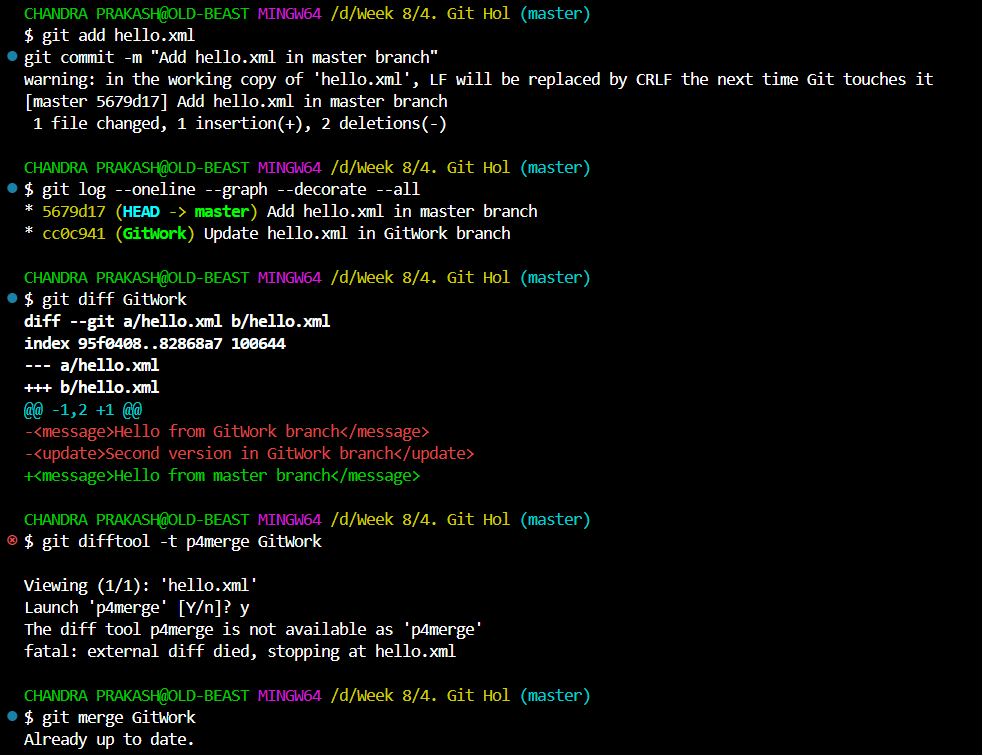 CHANDRA PRAKASH@OLD-BEAST MINGW64 /d/Week 8/4. Git Hol (master)
$ git add hello.xml
git commit -m "Add hello.xml in master branch"
warning: in the working copy of 'hello.xml', LF will be replaced by CRLF the next time Git touches it
[master 5679d17] Add hello.xml in master branch
 1 file changed, 1 insertion(+), 2 deletions(-)

CHANDRA PRAKASH@OLD-BEAST MINGW64 /d/Week 8/4. Git Hol (master)
$ git log --oneline --graph --decorate --all
* 5679d17 (HEAD -> master) Add hello.xml in master branch
* cc0c941 (GitWork) Update hello.xml in GitWork branch

CHANDRA PRAKASH@OLD-BEAST MINGW64 /d/Week 8/4. Git Hol (master)
$ git diff GitWork
diff --git a/hello.xml b/hello.xml
index 95f0408..82868a7 100644
--- a/hello.xml
+++ b/hello.xml
@@ -1,2 +1 @@
-<message>Hello from GitWork branch</message>
-<update>Second version in GitWork branch</update>
+<message>Hello from master branch</message>

CHANDRA PRAKASH@OLD-BEAST MINGW64 /d/Week 8/4. Git Hol (master)
$ git difftool -t p4merge GitWork

Viewing (1/1): 'hello.xml'
Launch 'p4merge' [Y/n]? y
The diff tool p4merge is not available as 'p4merge'
fatal: external diff died, stopping at hello.xml

CHANDRA PRAKASH@OLD-BEAST MINGW64 /d/Week 8/4. Git Hol (master)
$ git merge GitWork
Already up to date.